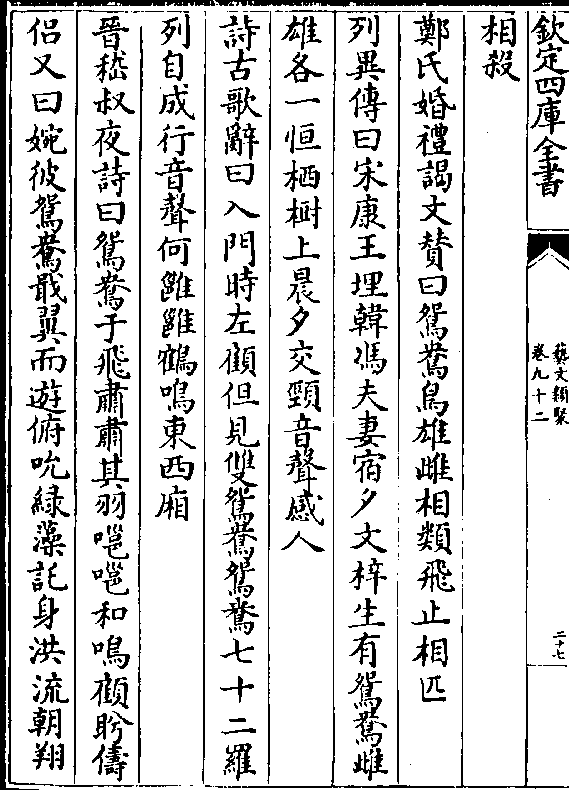 欽定四庫全書
藝文類聚
卷九十二
二十七
相殺
鄭氏婚禮謁文贊曰鴛鴦鳥雄雌相類飛止相匹
列異傳曰宋康王埋韓馮夫妻宿夕文梓生有鴛鴦雌
雄各一恒栖樹上晨夕交頸音聲感人
詩古歌辭曰入門時左顧但見雙鴛鴦鴛鴦七十二羅
列自成行音聲何雝雝鶴鳴東西廂
晉嵇叔夜詩曰鴛鴦于飛肅肅其羽嗈嗈和鳴顧眄儔
侶又曰婉彼鴛鴦戢翼而遊俯吮緑藻託身洪流朝翔